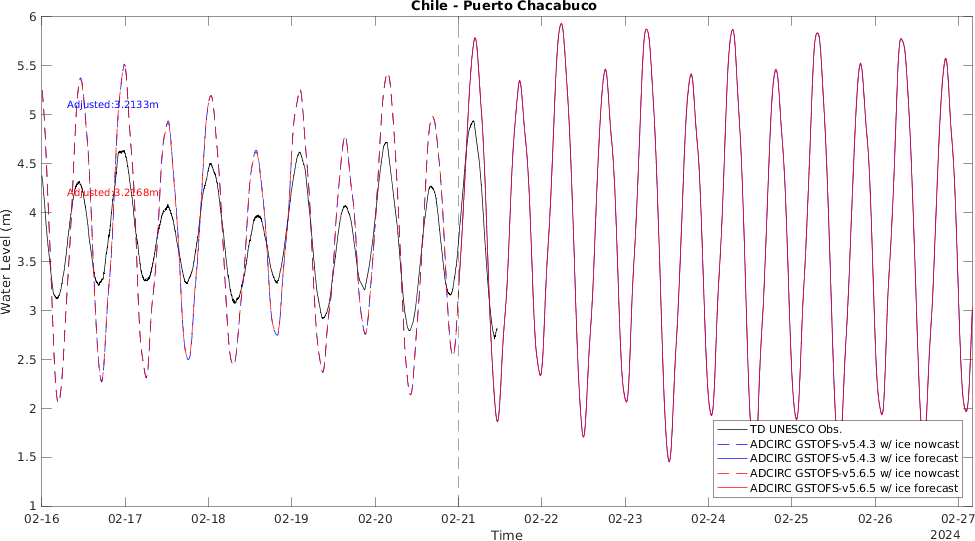 Chile - Puerto Chacabuco
Water Level (m)
6
5.5
5
4.5
4
3.5
3
2.5
2
1.5
1
Adjusted:3.2133m
Adjusted:3.2168m
TD UNESCO Obs.
ADCIRC GSTOFS-v5.4.3 w/ ice nowcast
ADCIRC GSTOFS-v5.4.3 w/ ice forecast
ADCIRC GSTOFS-v5.6.5 w/ ice nowcast
ADCIRC GSTOFS-v5.6.5 w/ ice forecast
02-16 02-17 02-18 02-19 02-20 02-21 02-22 02-23 02-24 02-25 02-26 02-27
Time
2024